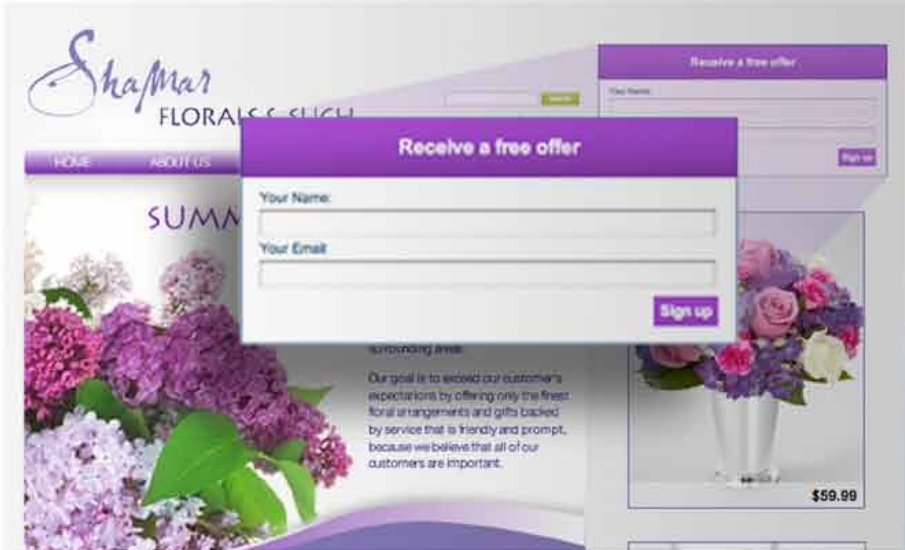 Shamar
FLORALS & SUCH
Receive a free offer
Your Name:
Sign up
HOME
ABOUT US
Receive a free offer
Your Name:
Your Email
Sign up
SUMM
surrounding areas.
Our goal is to exceed our customer's
expectations by offering only the finest
floral arrangements and gifts backed
by service that is friendly and prompt,
because we believe that all of our
customers are important.
$59.99